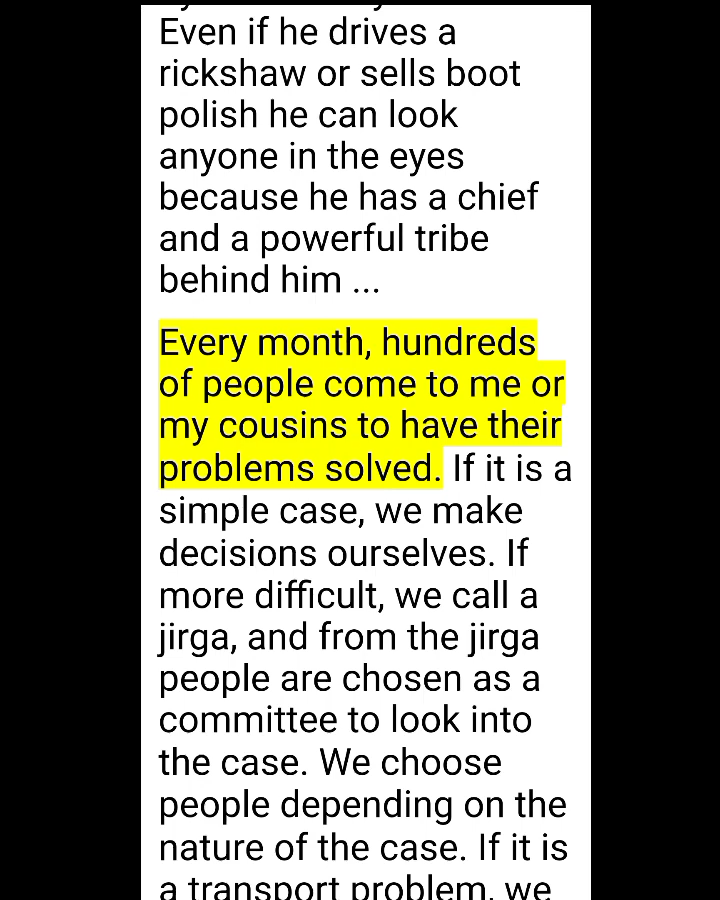 Even if he drives a
rickshaw or sells boot
polish he can look
anyone in the eyes
because he has a chief
and a powerful tribe
behind him ...
Every month, hundreds
of people come to me or
my cousins to have their
problems solved. If it is a
simple case, we make
decisions ourselves. If
more difficult, we call a
jirga, and from the jirga
people are chosen as a
committee to look into
the case. We choose
people depending on the
nature of the case. If it is
a transport problem, we